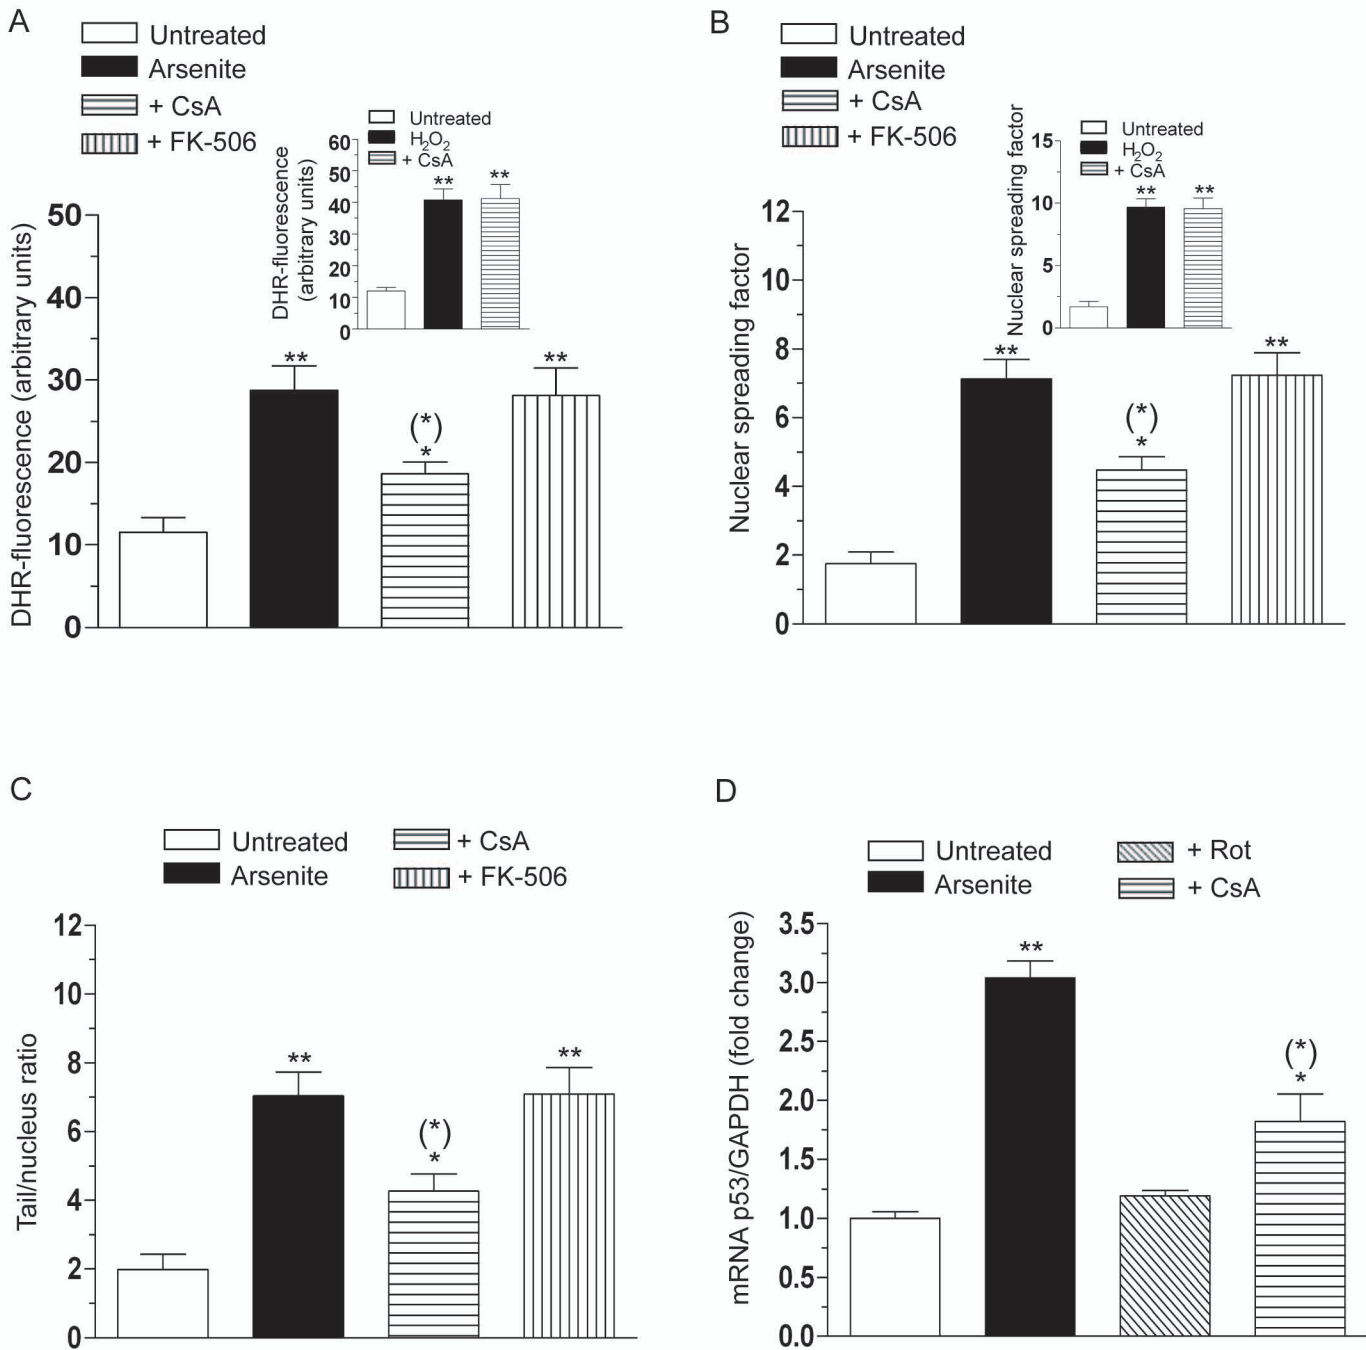 A
Untreated
Arsenite
+ CsA
+ FK-506
DHR-fluorescence (arbitrary units)
50
40
30
20
10
0
**
(*)
*
**
Untreated
H₂O₂
+ CsA
DHR-fluorescence
(arbitrary units)
60
50
40
30
20
10
0
**
**
B
Untreated
Arsenite
+ CsA
+ FK-506
Nuclear spreading factor
12
10
8
6
4
2
0
**
(*)
*
**
Untreated
H₂O₂
+ CsA
Nuclear spreading factor
15
10
5
0
**
**
C
Untreated
Arsenite
+ CsA
+ FK-506
Tail/nucleus ratio
12
10
8
6
4
2
0
**
(*)
*
**
D
Untreated
Arsenite
+ Rot
+ CsA
mRNA p53/GAPDH (fold change)
3.5
3.0
2.5
2.0
1.5
1.0
0.5
0.0
**
(*)
*